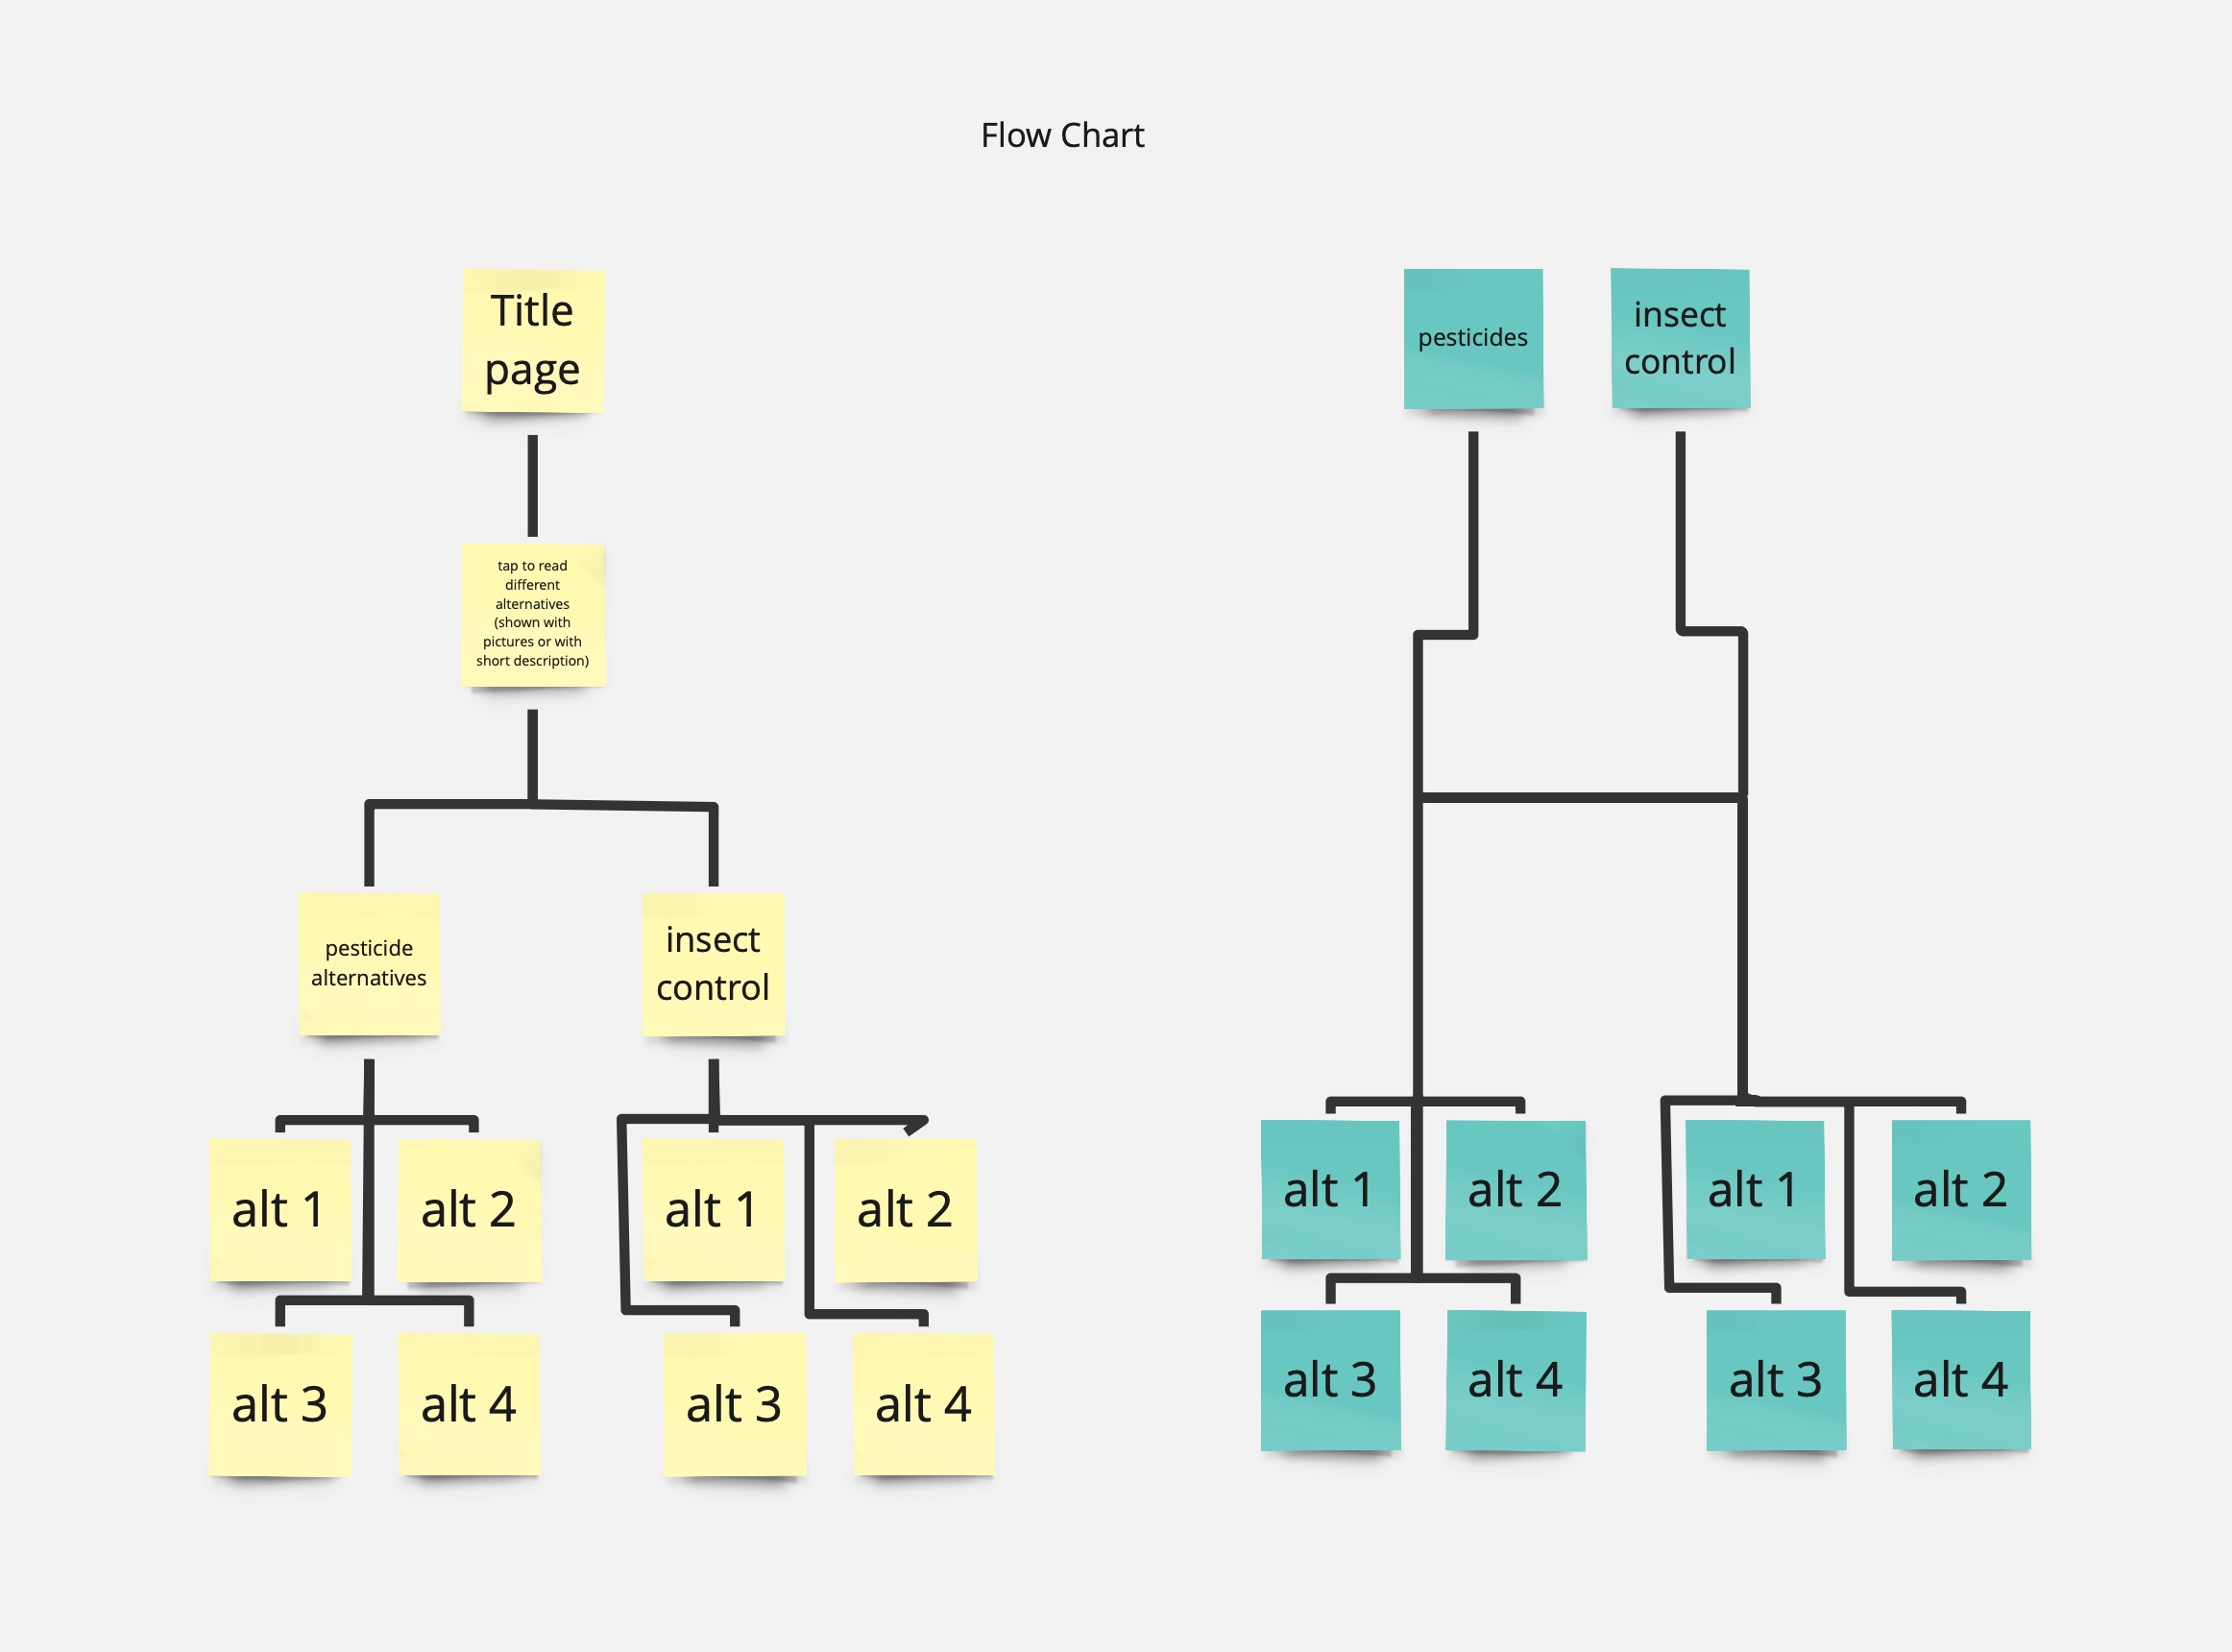 Flow Chart
Title
page
tap to read
different
alternatives
(shown with
pictures or with
short description)
pesticide
alternatives
insect
control
alt 1
alt 2
alt 1
alt 2
alt 3
alt 4
alt 3
alt 4
pesticides
insect
control
alt 1
alt 2
alt 1
alt 2
alt 3
alt 4
alt 3
alt 4